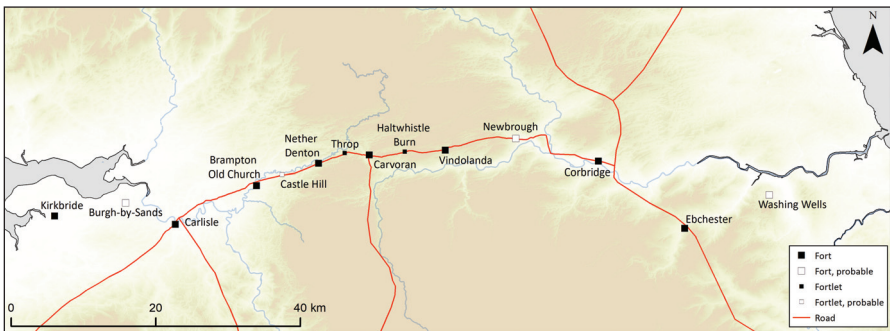 N
Newbrough
Haltwhistle
Burn
Nether
Denton
Throp
Carvoran
Vindolanda
Corbridge
Brampton
Old Church
Castle Hill
Kirkbride
Burgh-by-Sands
Carlisle
Washing Wells
Ebchester
Fort
Fort, probable
Fortlet
Fortlet, probable
Road
0
20
40 km